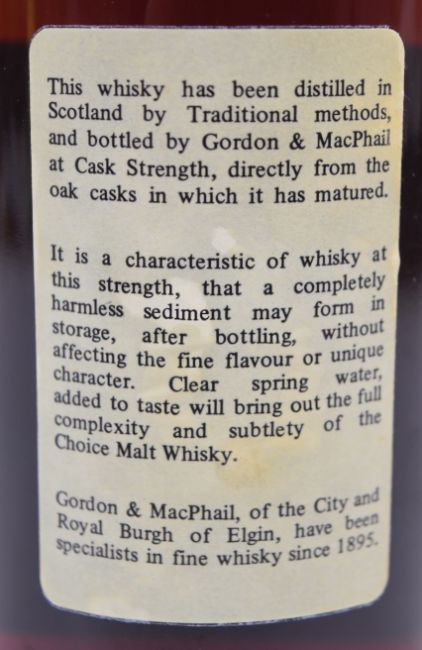 This whisky has been distilled in
Scotland by Traditional methods,
and bottled by Gordon & MacPhail
at Cask Strength, directly from the
oak casks in which it has matured.
It is a characteristic of whisky at
this strength, that a completely
harmless sediment may form in
storage, after bottling, without
affecting the fine flavour or unique
character. Clear spring water,
added to taste will bring out the full
complexity and subtlety of the
Choice Malt Whisky.
Gordon & MacPhail, of the City and
Royal Burgh of Elgin, have been
specialists in fine whisky since 1895.